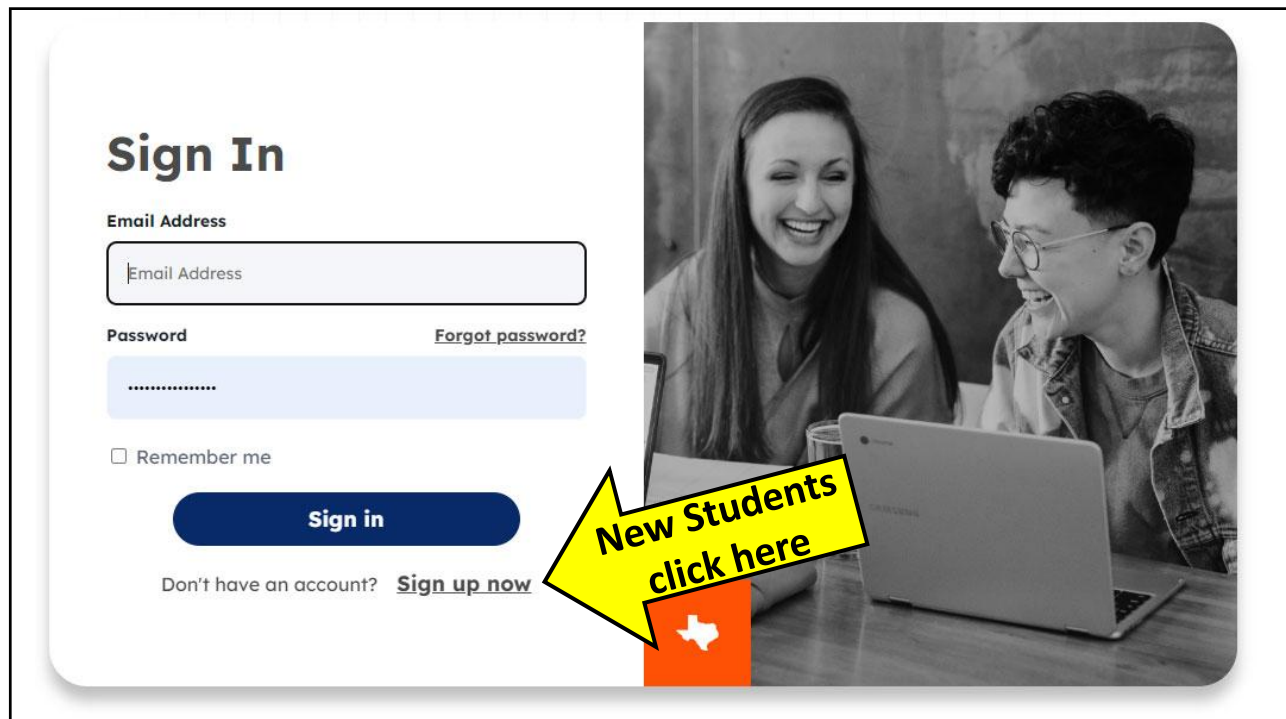 Sign In
Email Address
Email Address
Password Forgot password?
Remember me
Sign in
Don't have an account? Sign up now
New Students
click here
SAMSUNG